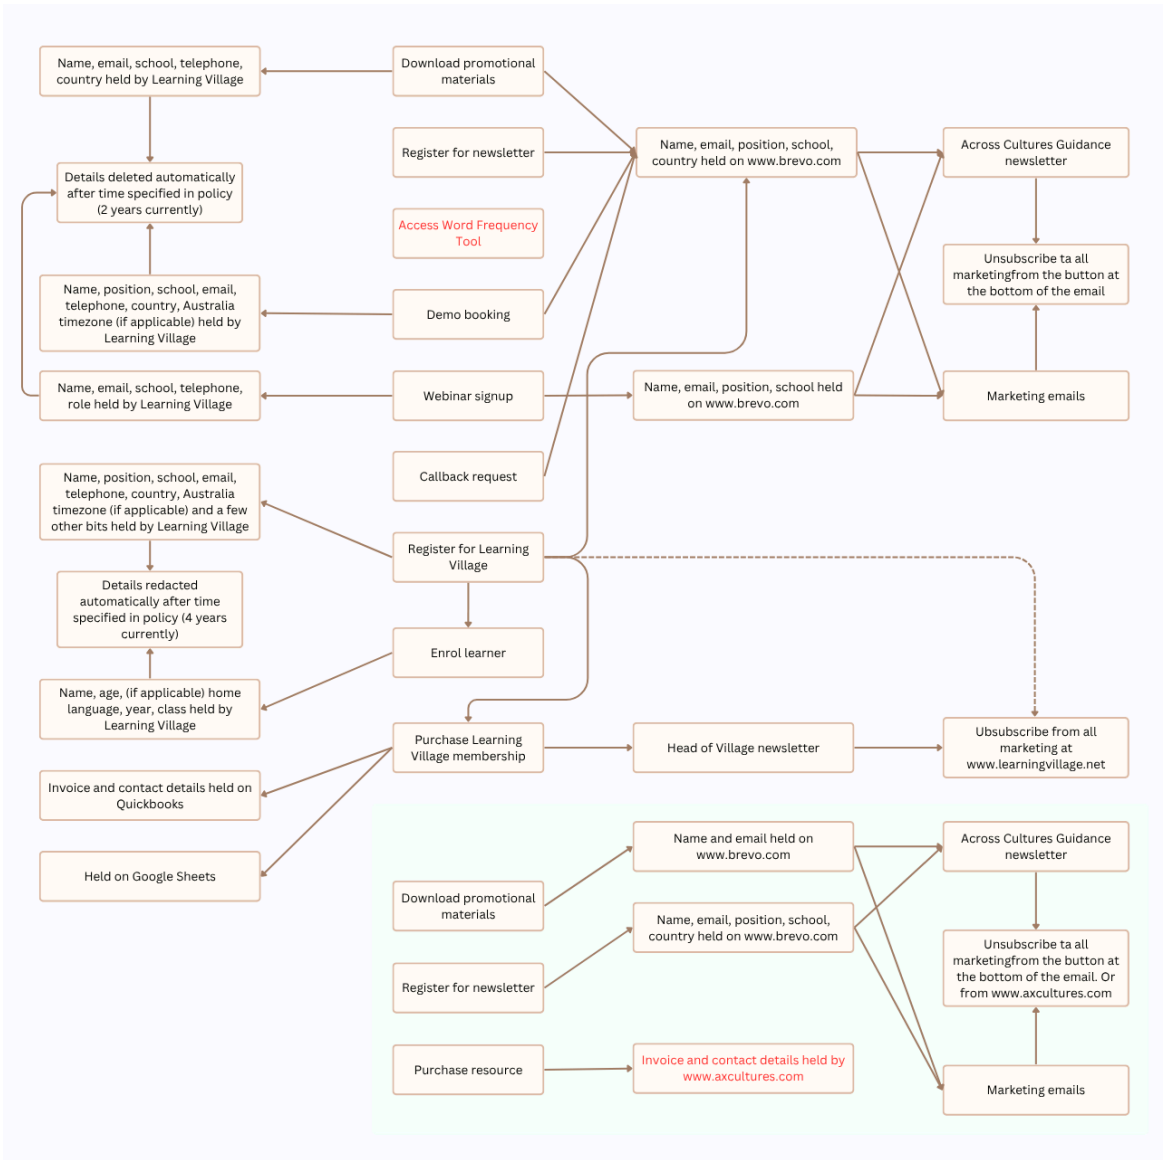 Name, email, school, telephone,
country held by Learning Village
Download promotional
materials
Register for newsletter
Name, email, position, school,
country held on www.brevo.com
Across Cultures Guidance
newsletter
Details deleted automatically
after time specified in policy
(2 years currently)
Access Word Frequency
Tool
Unsubscribe ta all
marketingfrom the button at
the bottom of the email
Name, position, school, email,
telephone, country, Australia
timezone (if applicable) held by
Learning Village
Demo booking
Name, email, school, telephone,
role held by Learning Village
Webinar signup
Name, email, position, school held
on www.brevo.com
Marketing emails
Name, position, school, email,
telephone, country, Australia
timezone (if applicable) and a few
other bits held by Learning Village
Callback request
Register for Learning
Village
Details redacted
automatically after time
specified in policy (4 years
currently)
Enrol learner
Name, age, (if applicable) home
language, year, class held by
Learning Village
Purchase Learning
Village membership
Head of Village newsletter
Ubsubscribe from all
marketing at
www.learningvillage.net
Invoice and contact details held on
Quickbooks
Held on Google Sheets
Name and email held on
www.brevo.com
Across Cultures Guidance
newsletter
Download promotional
materials
Name, email, position, school,
country held on www.brevo.com
Unsubscribe ta all
marketingfrom the button at
the bottom of the email. Or
from www.axcultures.com
Register for newsletter
Purchase resource
Invoice and contact details held by
www.axcultures.com
Marketing emails